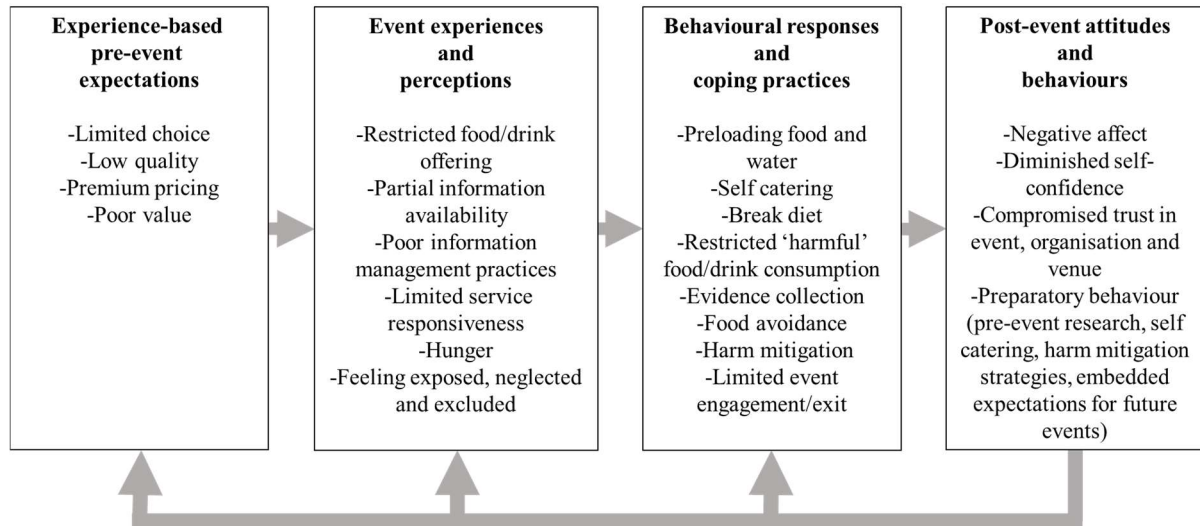 Experience-based
pre-event
expectations
-Limited choice
-Low quality
-Premium pricing
-Poor value
Event experiences
and
perceptions
-Restricted food/drink
offering
-Partial information
availability
-Poor information
management practices
-Limited service
responsiveness
-Hunger
-Feeling exposed, neglected
and excluded
Behavioural responses
and
coping practices
-Preloading food and
water
-Self catering
-Break diet
-Restricted ‘harmful’
food/drink consumption
-Evidence collection
-Food avoidance
-Harm mitigation
-Limited event
engagement/exit
Post-event attitudes
and
behaviours
-Negative affect
-Diminished self-
confidence
-Compromised trust in
event, organisation and
venue
-Preparatory behaviour
(pre-event research, self
catering, harm mitigation
strategies, embedded
expectations for future
events)